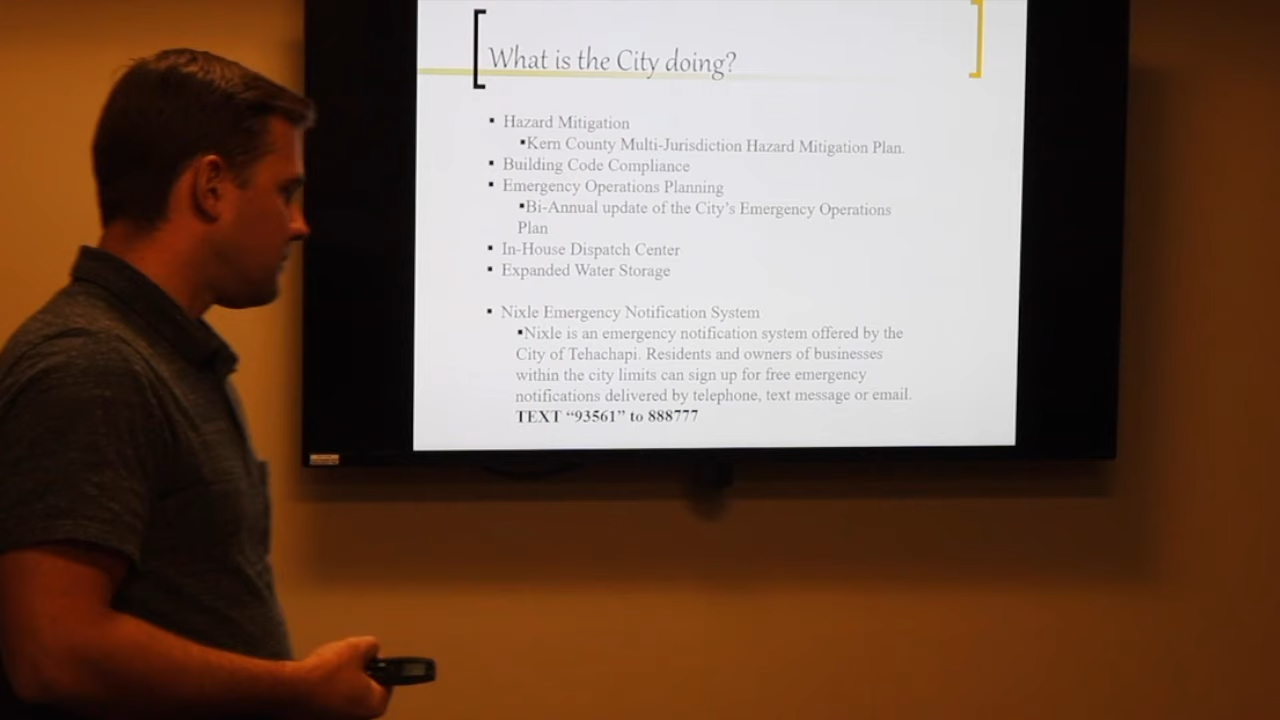 What is the City doing?
▪ Hazard Mitigation
▪Kern County Multi-Jurisdiction Hazard Mitigation Plan.
▪ Building Code Compliance
▪ Emergency Operations Planning
▪Bi-Annual update of the City's Emergency Operations
Plan
▪ In-House Dispatch Center
▪ Expanded Water Storage
▪ Nixle Emergency Notification System
▪Nixle is an emergency notification system offered by the
City of Tehachapi. Residents and owners of businesses
within the city limits can sign up for free emergency
notifications delivered by telephone, text message or email.
TEXT “93561” to 888777